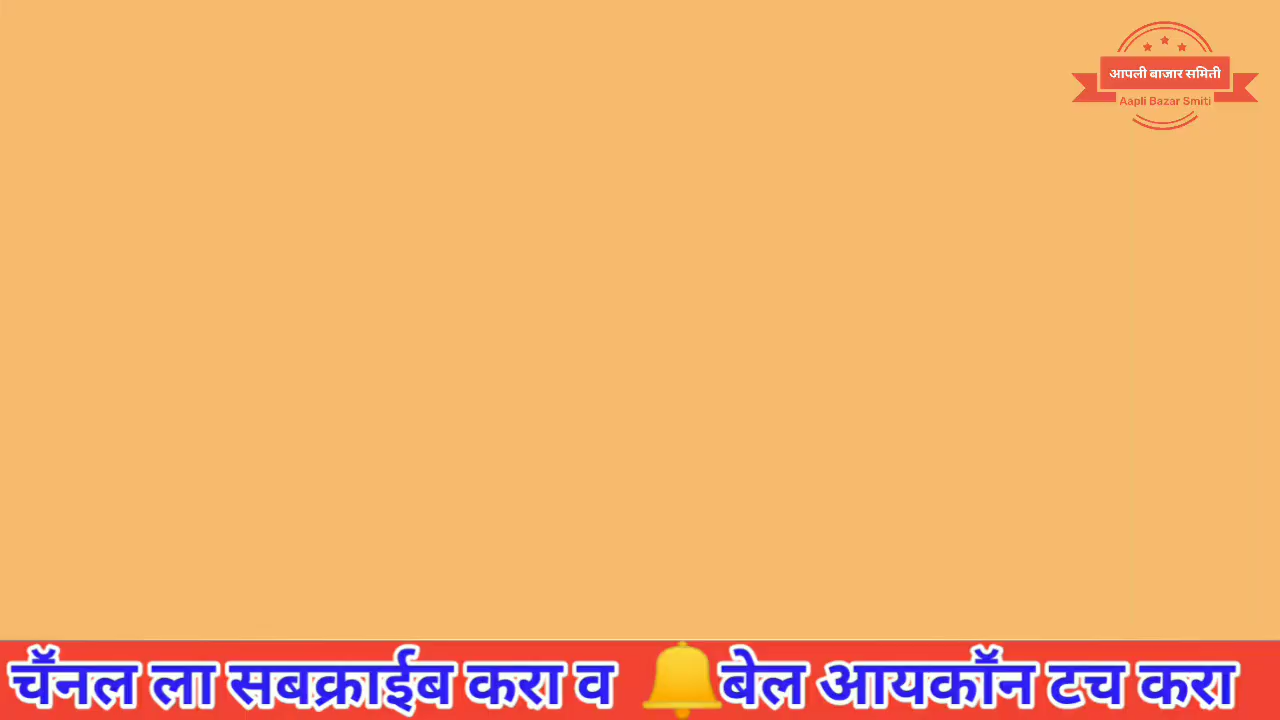 आपली बाजार समिती
Aapli Bazar Smiti
चॅनल ला सबक्राईब करा व 🔔बेल आयकॉन टच करा